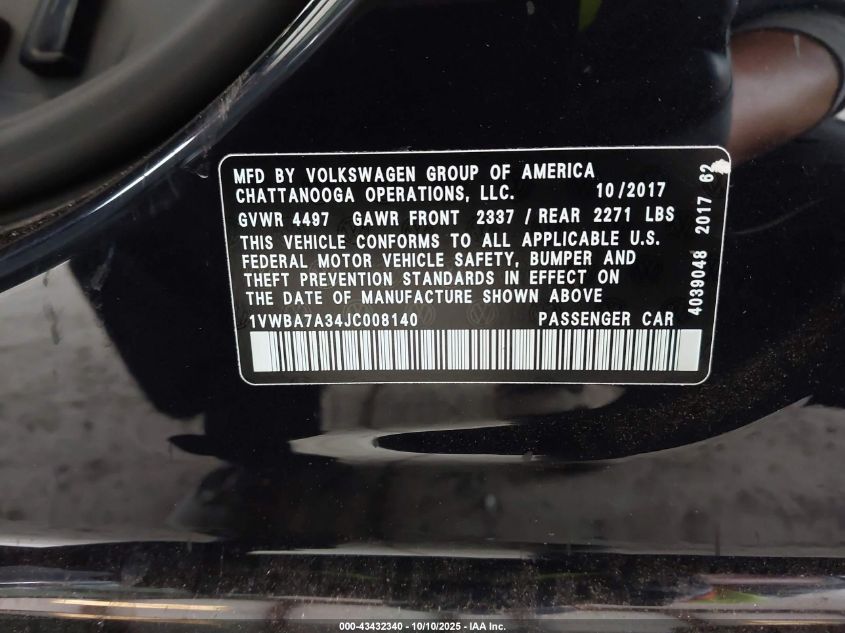 MFD BY VOLKSWAGEN GROUP OF AMERICA
CHATTANOOGA OPERATIONS, LLC. 10/2017
GVWR 4497 GAWR FRONT 2337 / REAR 2271 LBS
THIS VEHICLE CONFORMS TO ALL APPLICABLE U.S.
FEDERAL MOTOR VEHICLE SAFETY, BUMPER AND
THEFT PREVENTION STANDARDS IN EFFECT ON
THE DATE OF MANUFACTURE SHOWN ABOVE
1VWBA7A34JC008140 PASSENGER CAR
4039048 2017 62
000-43432340 - 10/10/2025 - IAA Inc.